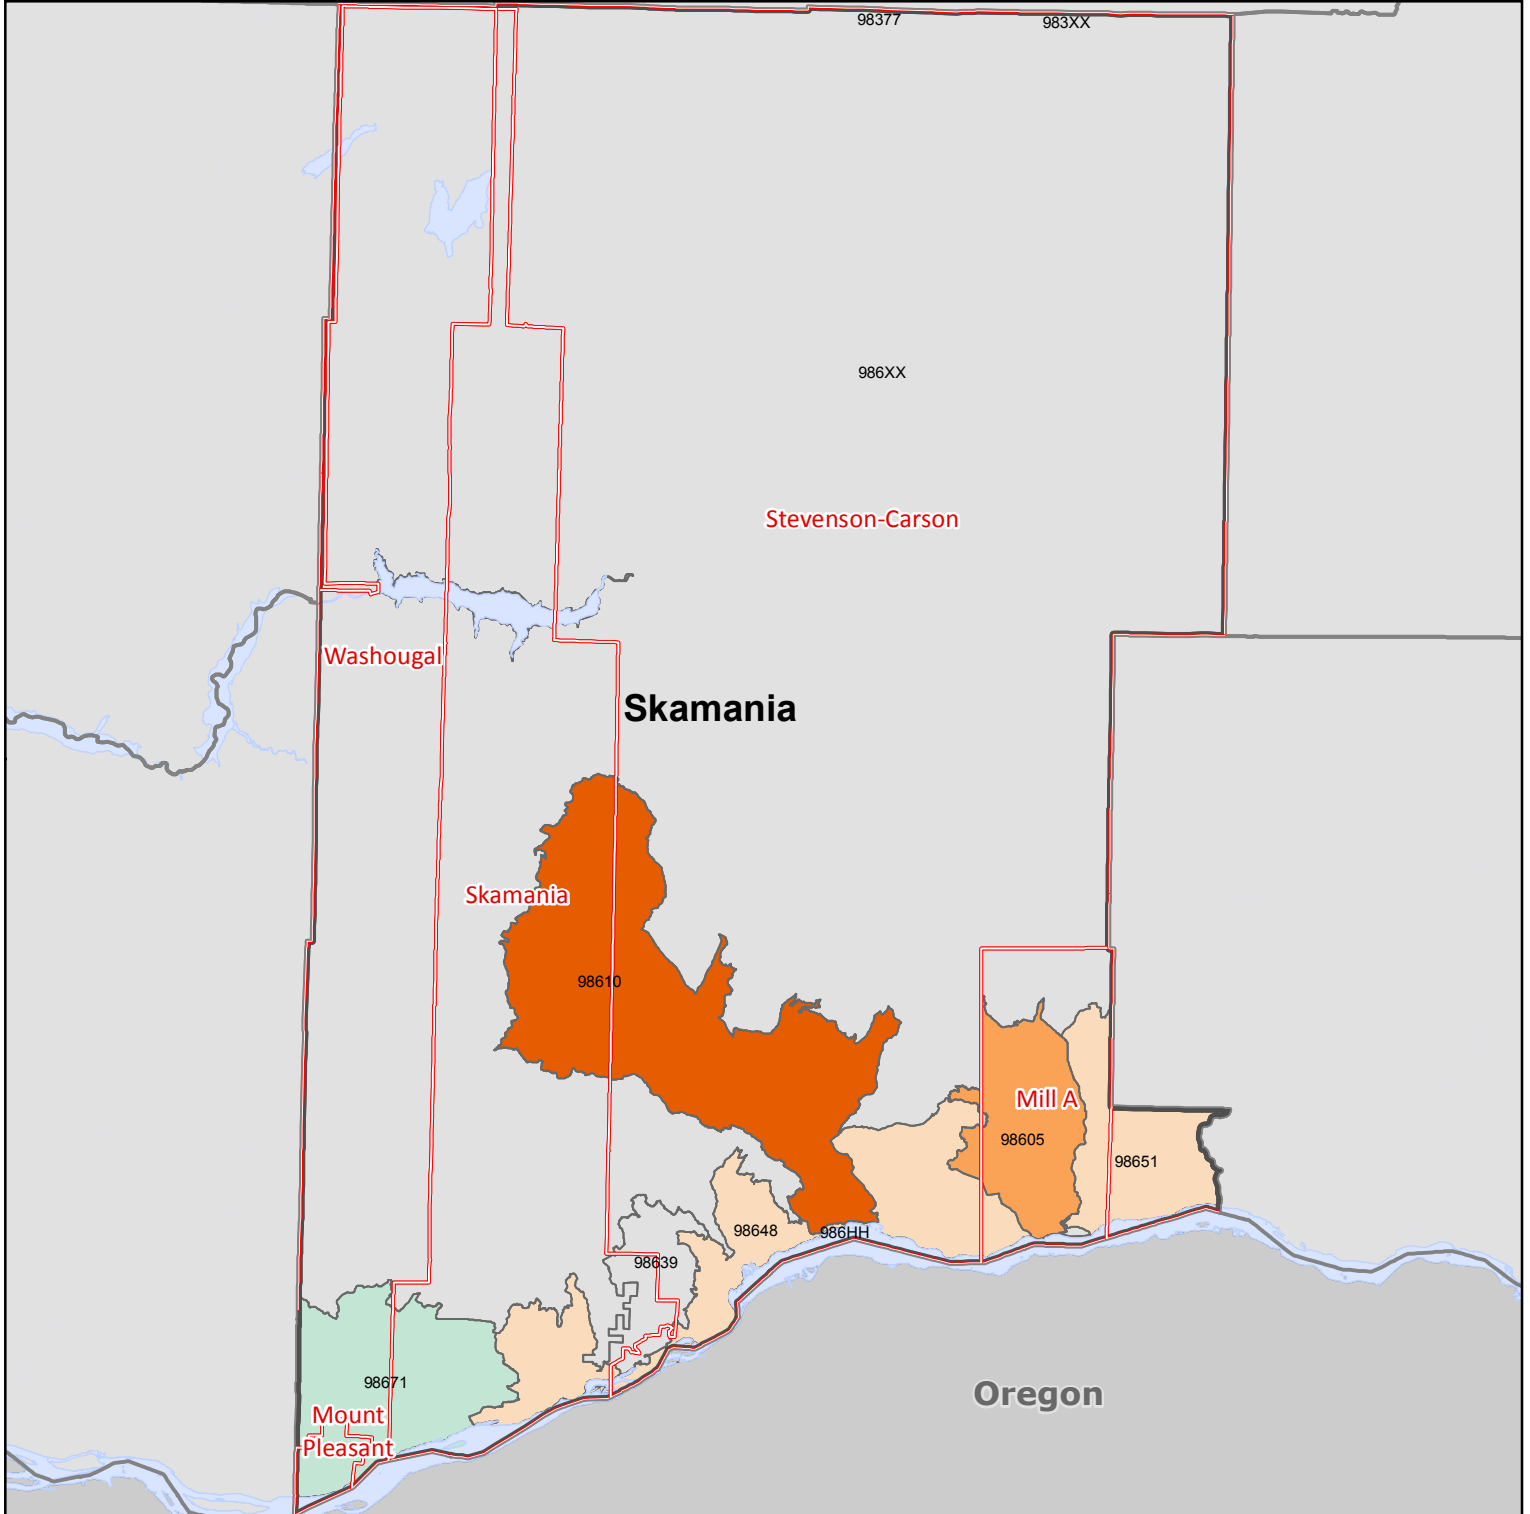 98377
983XX
986XX
Stevenson-Carson
Washougal
Skamania
Skamania
98610
Mill A
98605
98651
98648
986HH
98639
98671
Oregon
Mount
Pleasant